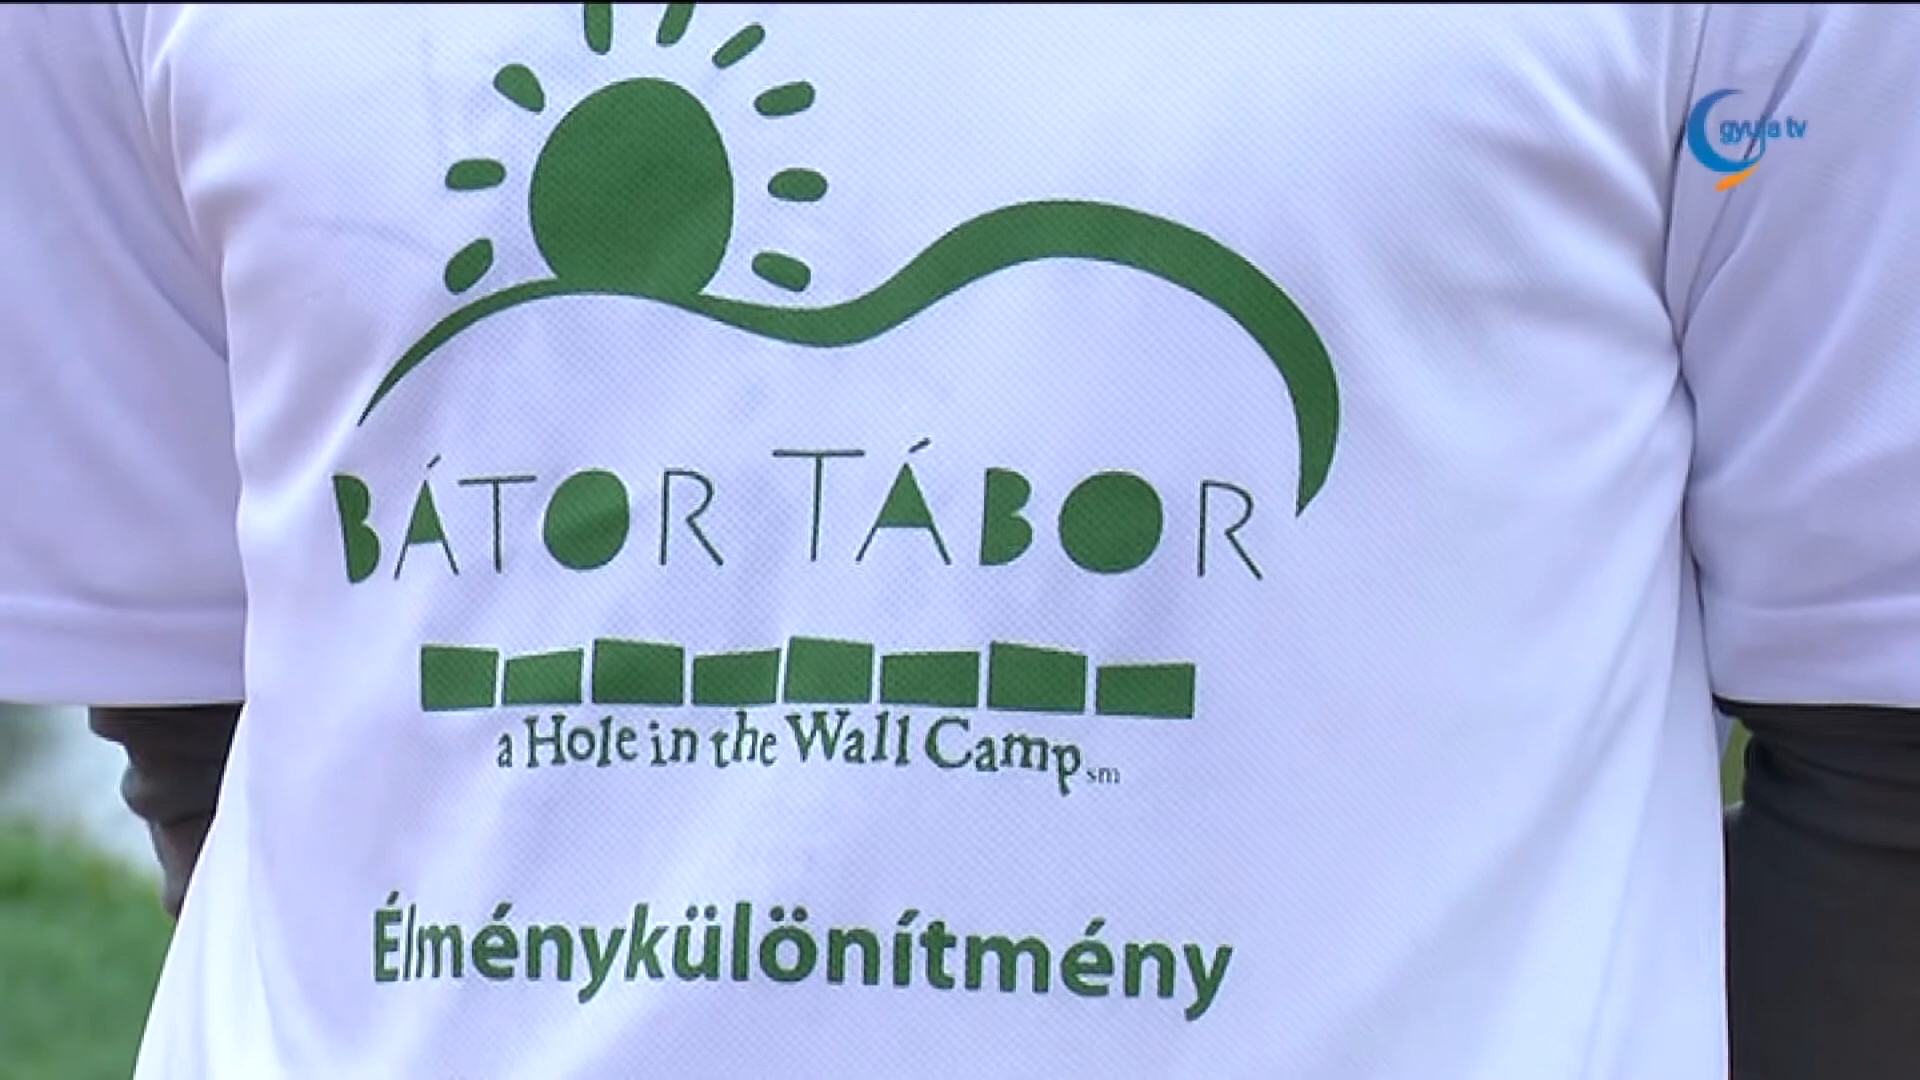 gyula tv
BÁTOR TÁBOR
a Hole in the Wall Camp sm
Élménykülönítmény